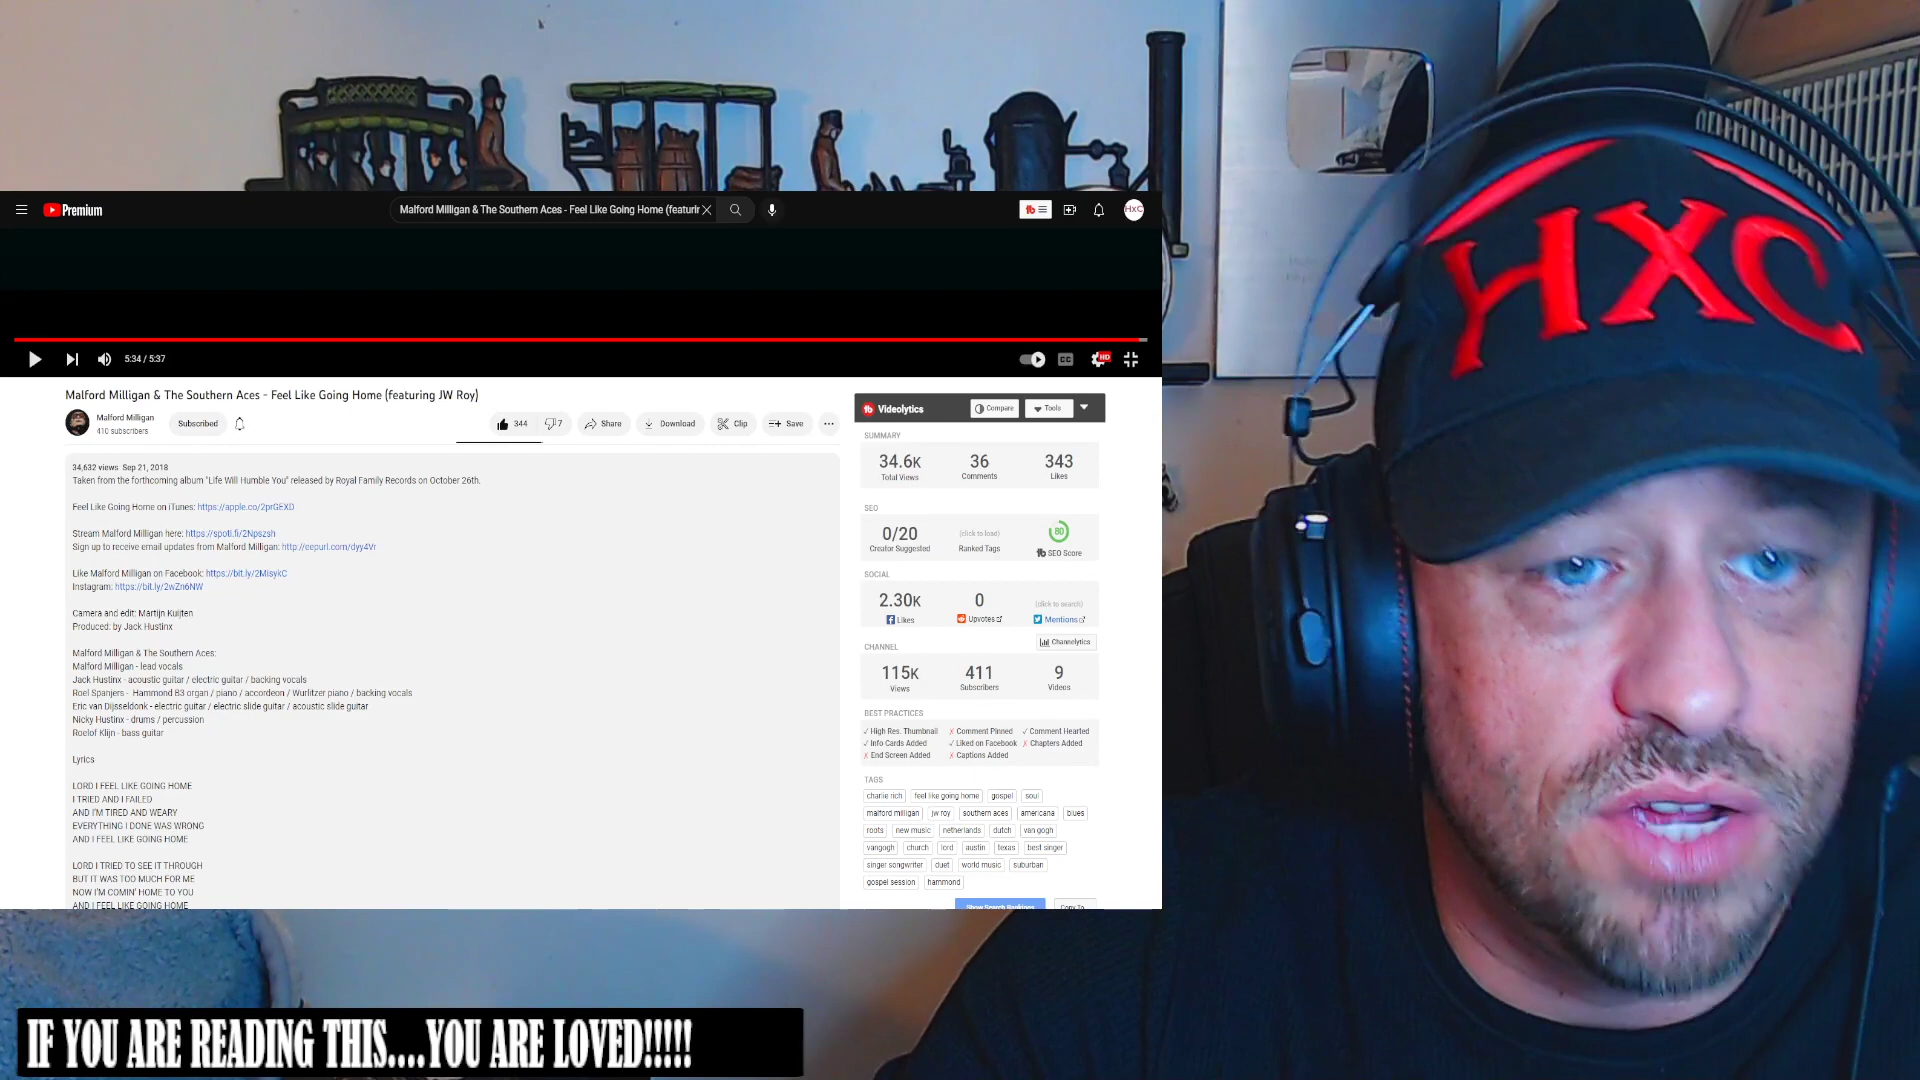 Premium
Malford Milligan & The Southern Aces - Feel Like Going Home (featurir
HXC
HXC
5:34 / 5:37
CC
HD
Malford Milligan & The Southern Aces - Feel Like Going Home (featuring JW Roy)
Malford Milligan
410 subscribers
Subscribed
344
7
Share
Download
Clip
Save
34,632 views Sep 21, 2018
Taken from the forthcoming album "Life Will Humble You" released by Royal Family Records on October 26th.
Feel Like Going Home on iTunes: https://apple.co/2prGEXD
Stream Malford Milligan here: https://spoti.fi/2Npszsh
Sign up to receive email updates from Malford Milligan: http://eepurl.com/dyy4Vr
Like Malford Milligan on Facebook: https://bit.ly/2MisykC
Instagram: https://bit.ly/2wZn6NW
Camera and edit: Martijn Kuijten
Produced: by Jack Hustinx
Malford Milligan & The Southern Aces:
Malford Milligan - lead vocals
Jack Hustinx - acoustic guitar / electric guitar / backing vocals
Roel Spanjers - Hammond B3 organ / piano / accordeon / Wurlitzer piano / backing vocals
Eric van Dijsseldonk - electric guitar / electric slide guitar / acoustic slide guitar
Nicky Hustinx - drums / percussion
Roelof Klijn - bass guitar
Lyrics
LORD I FEEL LIKE GOING HOME
I TRIED AND I FAILED
AND I'M TIRED AND WEARY
EVERYTHING I DONE WAS WRONG
AND I FEEL LIKE GOING HOME
LORD I TRIED TO SEE IT THROUGH
BUT IT WAS TOO MUCH FOR ME
NOW I'M COMIN' HOME TO YOU
AND I FEEL LIKE GOING HOME
Videolytics
Compare
Tools
SUMMARY
34.6K 36 343
Total Views Comments Likes
SEO
0/20 (click to load) 80
Creator Suggested Ranked Tags SEO Score
SOCIAL
2.30K 0 (click to search)
Likes Upvotes Mentions
CHANNEL
Channelytics
115K 411 9
Views Subscribers Videos
BEST PRACTICES
✓ High Res. Thumbnail ✗ Comment Pinned ✓ Comment Hearted
✓ Info Cards Added ✓ Liked on Facebook ✗ Chapters Added
✗ End Screen Added ✗ Captions Added
TAGS
charlie rich feel like going home gospel soul
malford milligan jw roy southern aces americana blues
roots new music netherlands dutch van gogh
vangogh church lord austin texas best singer
singer songwriter duet world music suburban
gospel session hammond
Show Search Rankings Copy To
IF YOU ARE READING THIS....YOU ARE LOVED!!!!!